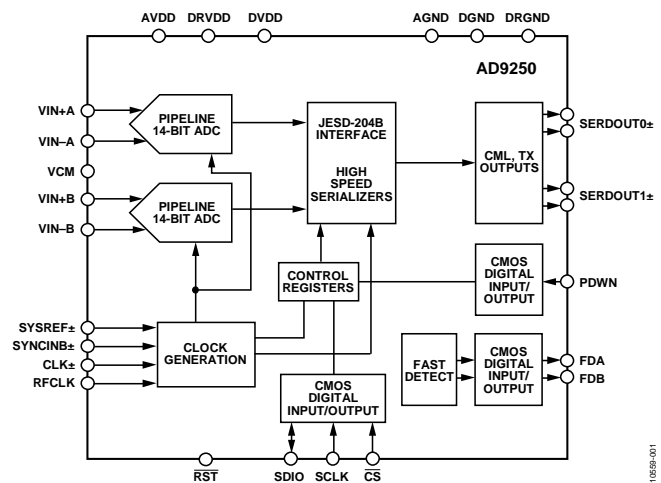 AVDD DRVDD DVDD AGND DGND DRGND
AD9250
VIN+A
VIN–A
VCM
VIN+B
VIN–B
PIPELINE
14-BIT ADC
PIPELINE
14-BIT ADC
JESD-204B
INTERFACE
HIGH
SPEED
SERIALIZERS
CML, TX
OUTPUTS
SERDOUT0±
SERDOUT1±
CONTROL
REGISTERS
CMOS
DIGITAL
INPUT/
OUTPUT
PDWN
SYSREF±
SYNCINB±
CLK±
RFCLK
CLOCK
GENERATION
CMOS
DIGITAL
INPUT/OUTPUT
FAST
DETECT
CMOS
DIGITAL
INPUT/
OUTPUT
FDA
FDB
RST SDIO SCLK CS
10559-001